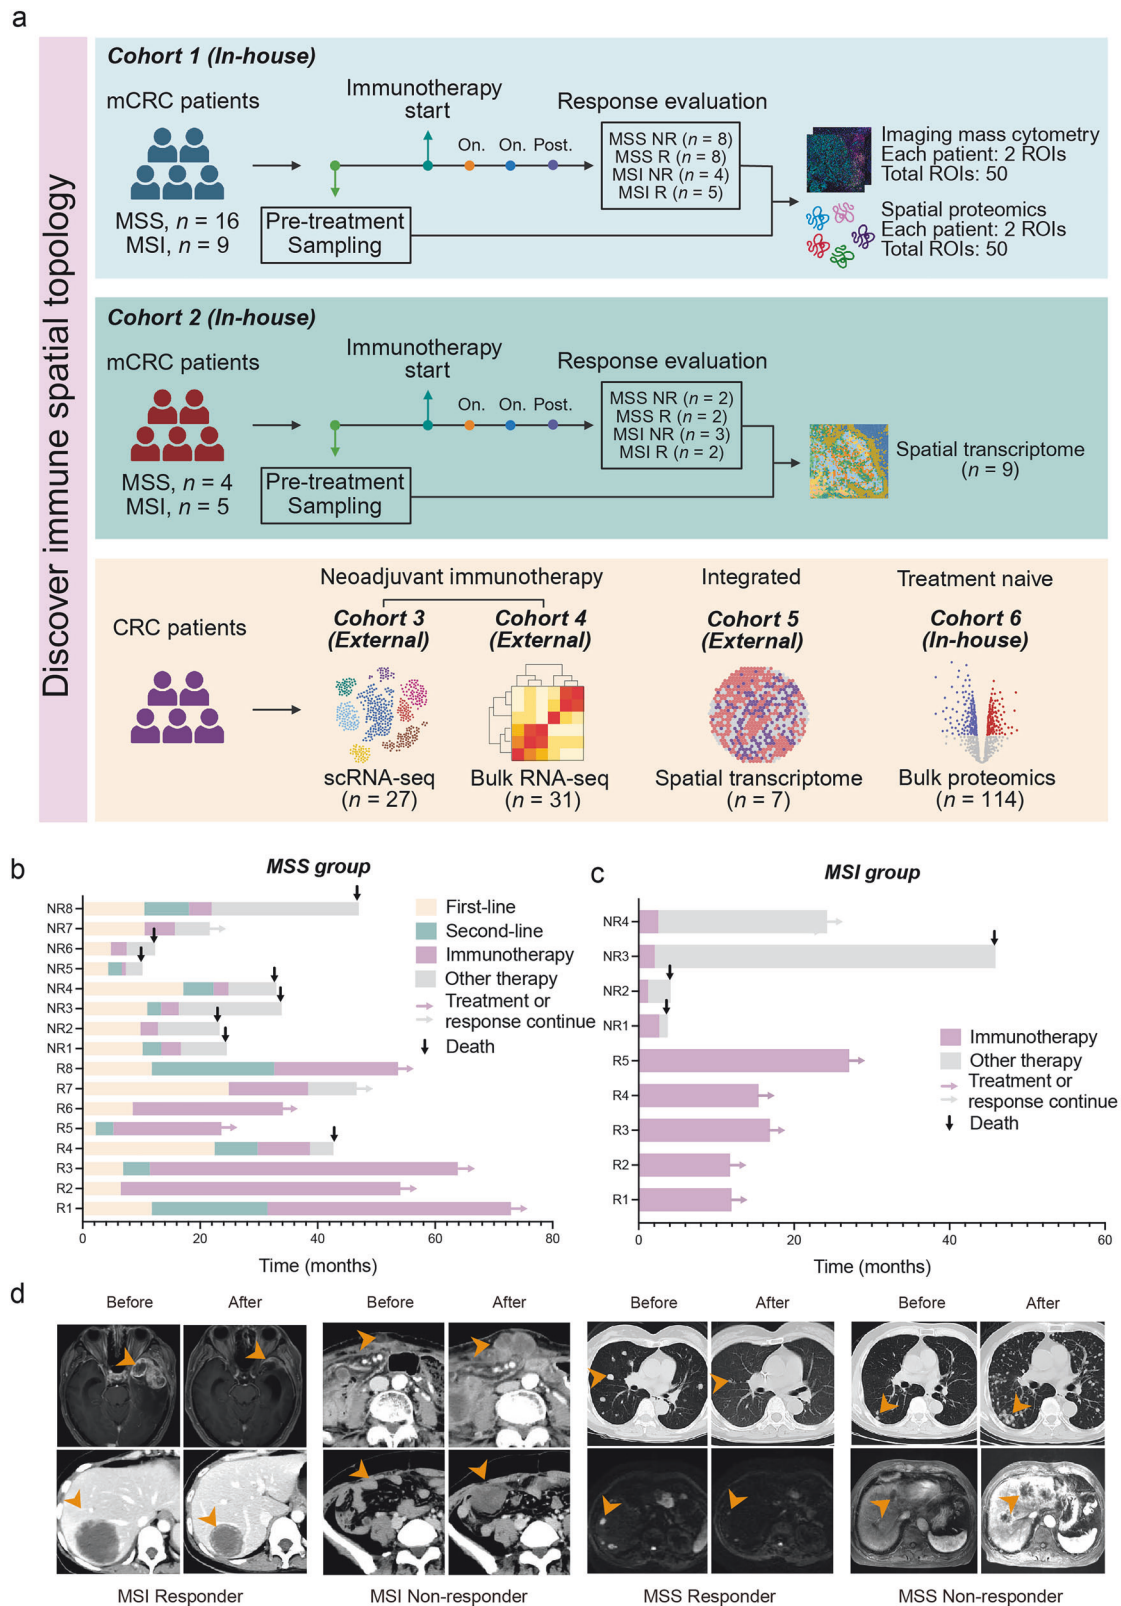 a
Discover immune spatial topology
Cohort 1 (In-house)
mCRC patients
MSS, n = 16
MSI, n = 9
Immunotherapy
start
On.
On.
Post.
Pre-treatment
Sampling
Response evaluation
MSS NR (n = 8)
MSS R (n = 8)
MSI NR (n = 4)
MSI R (n = 5)
Imaging mass cytometry
Each patient: 2 ROIs
Total ROIs: 50
Spatial proteomics
Each patient: 2 ROIs
Total ROIs: 50
Cohort 2 (In-house)
mCRC patients
MSS, n = 4
MSI, n = 5
Immunotherapy
start
On.
On.
Post.
Pre-treatment
Sampling
Response evaluation
MSS NR (n = 2)
MSS R (n = 2)
MSI NR (n = 3)
MSI R (n = 2)
Spatial transcriptome
(n = 9)
CRC patients
Neoadjuvant immunotherapy
Cohort 3
(External)
scRNA-seq
(n = 27)
Cohort 4
(External)
Bulk RNA-seq
(n = 31)
Integrated
Cohort 5
(External)
Spatial transcriptome
(n = 7)
Treatment naive
Cohort 6
(In-house)
Bulk proteomics
(n = 114)
b
MSS group
NR8
NR7
NR6
NR5
NR4
NR3
NR2
NR1
R8
R7
R6
R5
R4
R3
R2
R1
0
20
40
60
80
Time (months)
First-line
Second-line
Immunotherapy
Other therapy
Treatment or
response continue
Death
c
MSI group
NR4
NR3
NR2
NR1
R5
R4
R3
R2
R1
0
20
40
60
Time (months)
Immunotherapy
Other therapy
Treatment or
response continue
Death
d
Before
After
Before
After
Before
After
Before
After
MSI Responder
MSI Non-responder
MSS Responder
MSS Non-responder